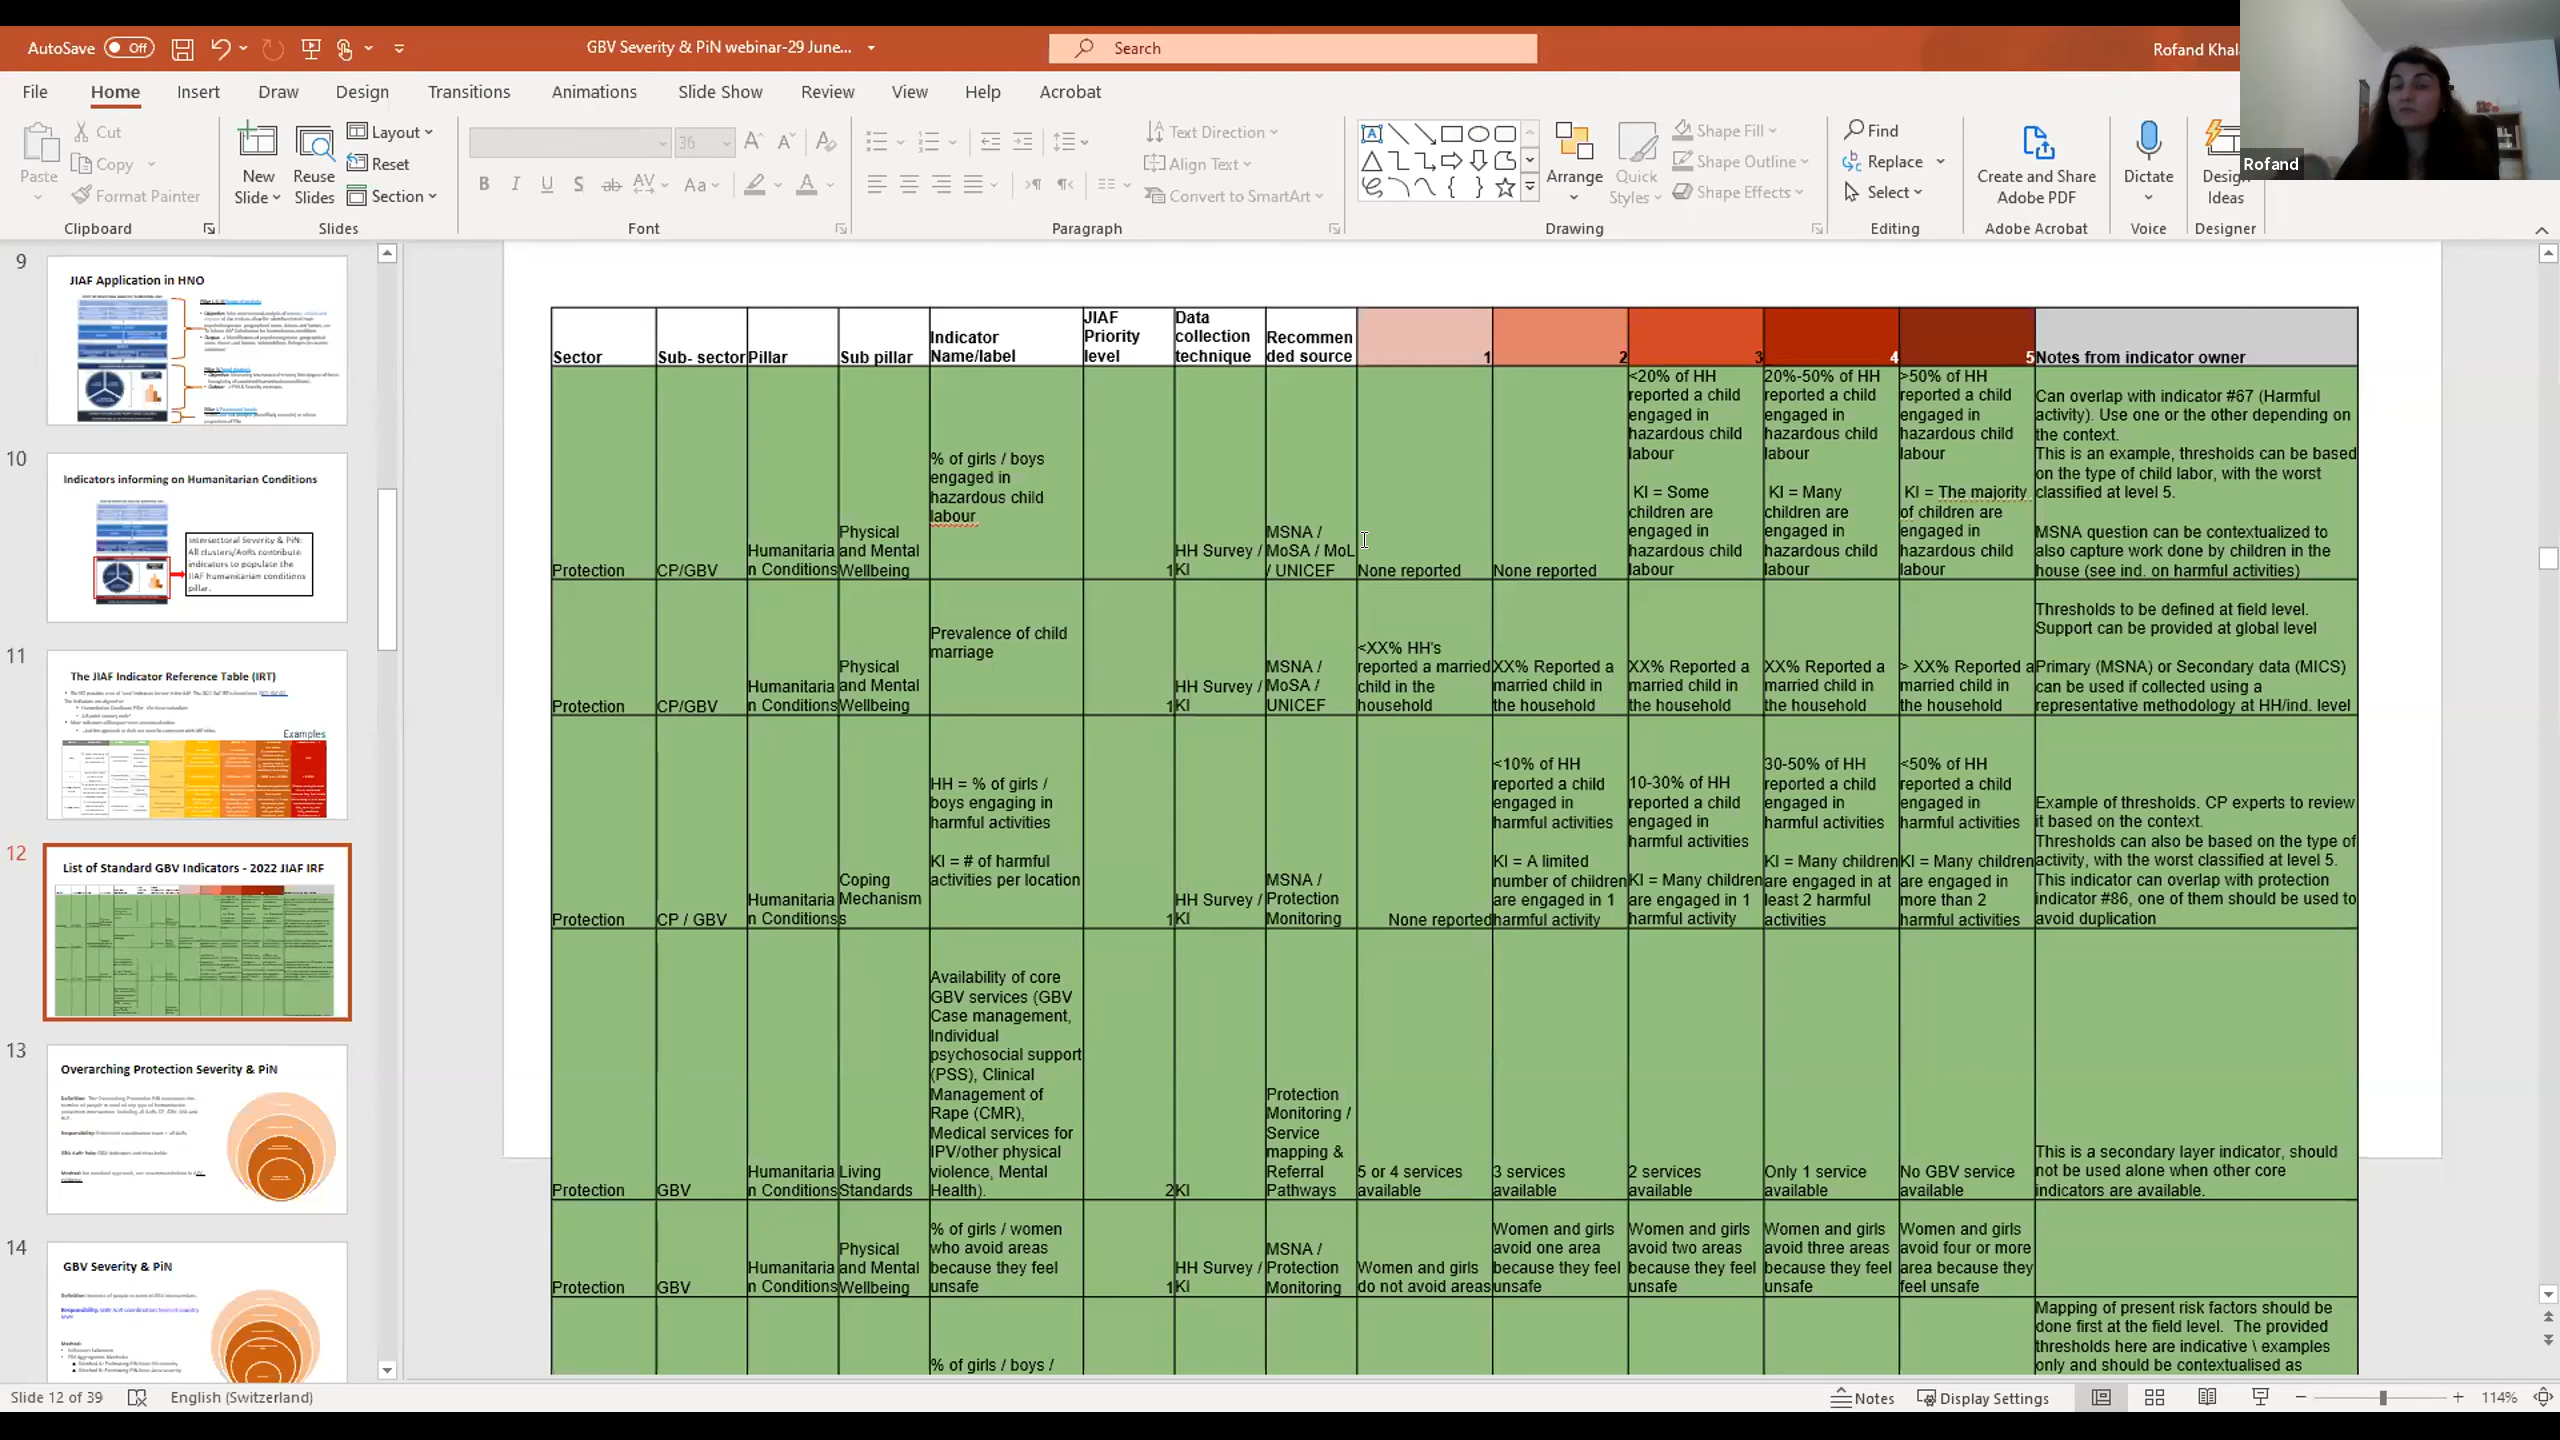 AutoSave Off
GBV Severity & PiN webinar-29 June...
Search
Rofand Khal
File Home Insert Draw Design Transitions Animations Slide Show Review View Help Acrobat
Paste
Cut
Copy
Format Painter
Clipboard
New
Slide
Reuse
Slides
Layout
Reset
Section
Slides
36
Font
Text Direction
Align Text
Convert to SmartArt
Paragraph
Arrange
Quick
Styles
Shape Fill
Shape Outline
Shape Effects
Drawing
Find
Replace
Select
Editing
Create and Share
Adobe PDF
Adobe Acrobat
Dictate
Voice
Design
Ideas
Designer
Rofand
9
JIAF Application in HNO
10
Indicators informing on Humanitarian Conditions
Intersectoral Severity & PiN:
All clusters/AoRs contribute
indicators to populate the
JIAF humanitarian conditions
pillar.
11
The JIAF Indicator Reference Table (IRT)
Examples
12
List of Standard GBV Indicators - 2022 JIAF IRF
13
Overarching Protection Severity & PiN
14
GBV Severity & PiN
Sector
Sub- sector
Pillar
Sub pillar
Indicator
Name/label
JIAF
Priority
level
Data
collection
technique
Recommen
ded source
1
2
3
4
5
Notes from indicator owner
Protection
CP/GBV
Humanitaria
n Conditions
Physical
and Mental
Wellbeing
% of girls / boys
engaged in
hazardous child
labour
1
HH Survey /
KI
MSNA /
MoSA / MoL
/ UNICEF
None reported
None reported
<20% of HH
reported a child
engaged in
hazardous child
labour
KI = Some
children are
engaged in
hazardous child
labour
20%-50% of HH
reported a child
engaged in
hazardous child
labour
KI = Many
children are
engaged in
hazardous child
labour
>50% of HH
reported a child
engaged in
hazardous child
labour
KI = The majority
of children are
engaged in
hazardous child
labour
Can overlap with indicator #67 (Harmful
activity). Use one or the other depending on
the context.
This is an example, thresholds can be based
on the type of child labor, with the worst
classified at level 5.
MSNA question can be contextualized to
also capture work done by children in the
house (see ind. on harmful activities)
Protection
CP/GBV
Humanitaria
n Conditions
Physical
and Mental
Wellbeing
Prevalence of child
marriage
1
HH Survey /
KI
MSNA /
MoSA /
UNICEF
<XX% HH's
reported a married
child in the
household
XX% Reported a
married child in
the household
XX% Reported a
married child in
the household
XX% Reported a
married child in
the household
> XX% Reported a
married child in
the household
Thresholds to be defined at field level.
Support can be provided at global level
Primary (MSNA) or Secondary data (MICS)
can be used if collected using a
representative methodology at HH/ind. level
Protection
CP / GBV
Humanitaria
n Conditions
Coping
Mechanism
s
HH = % of girls /
boys engaging in
harmful activities
KI = # of harmful
activities per location
1
HH Survey /
KI
MSNA /
Protection
Monitoring
None reported
<10% of HH
reported a child
engaged in
harmful activities
KI = A limited
number of children
are engaged in 1
harmful activity
10-30% of HH
reported a child
engaged in
harmful activities
KI = Many children
are engaged in 1
harmful activity
30-50% of HH
reported a child
engaged in
harmful activities
KI = Many children
are engaged in at
least 2 harmful
activities
<50% of HH
reported a child
engaged in
harmful activities
KI = Many children
are engaged in
more than 2
harmful activities
Example of thresholds. CP experts to review
it based on the context.
Thresholds can also be based on the type of
activity, with the worst classified at level 5.
This indicator can overlap with protection
indicator #86, one of them should be used to
avoid duplication
Protection
GBV
Humanitaria
n Conditions
Living
Standards
Availability of core
GBV services (GBV
Case management,
Individual
psychosocial support
(PSS), Clinical
Management of
Rape (CMR),
Medical services for
IPV/other physical
violence, Mental
Health).
2
KI
Protection
Monitoring /
Service
mapping &
Referral
Pathways
5 or 4 services
available
3 services
available
2 services
available
Only 1 service
available
No GBV service
available
This is a secondary layer indicator, should
not be used alone when other core
indicators are available.
Protection
GBV
Humanitaria
n Conditions
Physical
and Mental
Wellbeing
% of girls / women
who avoid areas
because they feel
unsafe
1
HH Survey /
KI
MSNA /
Protection
Monitoring
Women and girls
do not avoid areas
Women and girls
avoid one area
because they feel
unsafe
Women and girls
avoid two areas
because they feel
unsafe
Women and girls
avoid three areas
because they feel
unsafe
Women and girls
avoid four or more
area because they
feel unsafe
% of girls / boys /
Mapping of present risk factors should be
done first at the field level. The provided
thresholds here are indicative \ examples
only and should be contextualised as
Slide 12 of 39
English (Switzerland)
Notes
Display Settings
114%